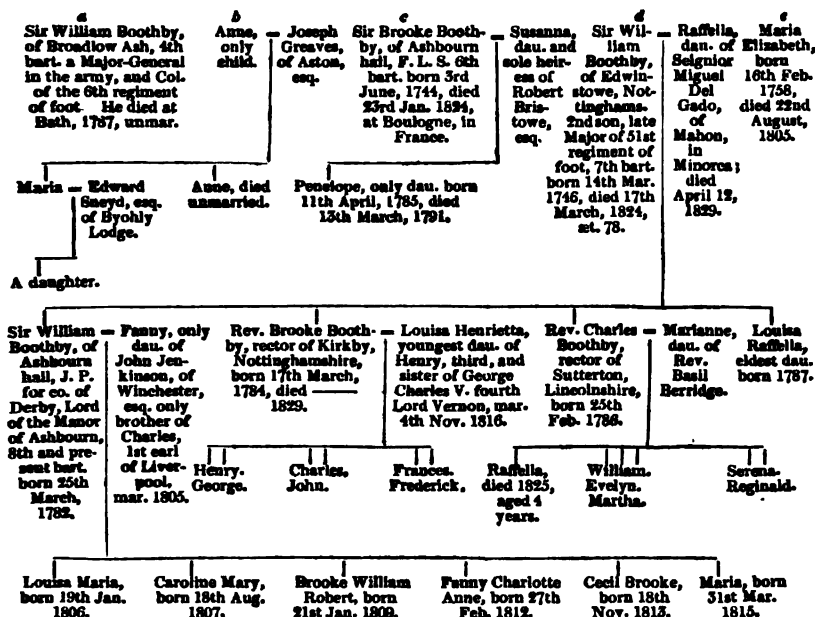 a
Sir William Boothby,
of Broadlow Ash, 4th
bart. a Major-General
in the army, and Col.
of the 6th regiment
of foot He died at
Bath, 1787, unmar.
b
Anne,
only
child.
Joseph
Greaves,
of Aston,
esq.
c
Sir Brooke Booth-
by, of Ashbourn
hall, F. L. S. 6th
bart. born 3rd
June, 1744, died
23rd Jan. 1824,
at Boulogne, in
France.
Susanna,
dau. and
sole heir-
ess of
Robert
Bris-
towe,
esq.
d
Sir Wil-
liam
Boothby,
of Edwin-
stowe, Not-
tinghams.
2nd son, late
Major of 51st
regiment of
foot, 7th bart.
born 14th Mar.
1746, died 17th
March, 1824,
æt. 78.
Raffella,
dau. of
Seignior
Miguel
Del
Gado,
of
Mahon,
in
Minorca;
died
April 12,
1829.
e
Maria
Elizabeth,
born
16th Feb.
1758,
died 22nd
August,
1805.
Maria
Edward
Sneyd, esq.
of Byohly
Lodge.
Anne, died
unmarried.
Penelope, only dau. born
11th April, 1785, died
13th March, 1791.
A daughter.
Sir William
Boothby, of
Ashbourn
hall, J. P.
for co. of
Derby, Lord
of the Manor
of Ashbourn,
8th and pre-
sent bart.
born 25th
March,
1782.
Fanny, only
dau. of
John Jen-
kinson, of
Winchester,
esq. only
brother of
Charles,
1st earl
of Liver-
pool,
mar. 1805.
Rev. Brooke Booth-
by, rector of Kirkby,
Nottinghamshire,
born 17th March,
1784, died ——
1829.
Louisa Henrietta,
youngest dau. of
Henry, third, and
sister of George
Charles V. fourth
Lord Vernon, mar.
4th Nov. 1816.
Rev. Charles
Boothby,
rector of
Sutterton,
Lincolnshire,
born 25th
Feb. 1786.
Marianne,
dau. of
Rev.
Basil
Berridge.
Louisa
Raffella,
eldest dau.
born 1787.
Henry.
George.
Charles.
John.
Frances.
Frederick.
Raffella,
died 1825,
aged 4
years.
William.
Evelyn.
Martha.
Serena.
Reginald.
Louisa Maria,
born 19th Jan.
1806.
Caroline Mary,
born 18th Aug.
1807.
Brooke William
Robert, born
21st Jan. 1809.
Fanny Charlotte
Anne, born 27th
Feb. 1812.
Cecil Brooke,
born 18th
Nov. 1813.
Maria, born
31st Mar.
1815.